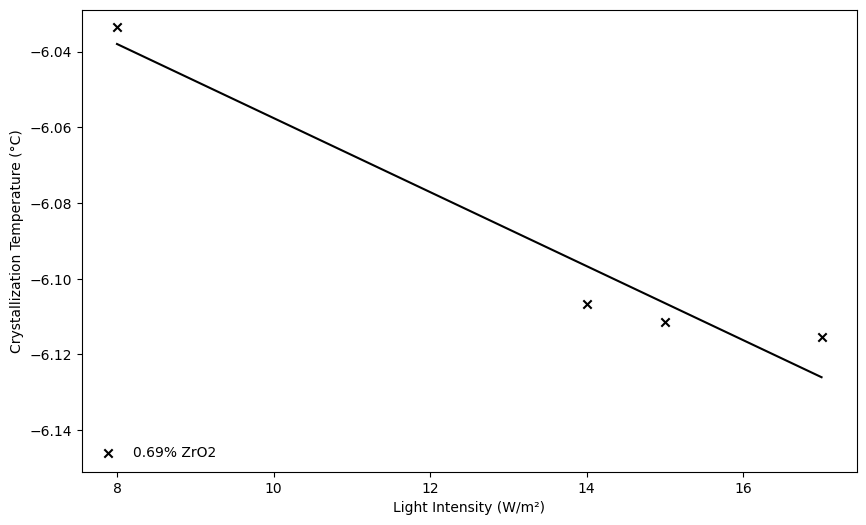 −6.04
−6.06
−6.08
−6.10
−6.12
−6.14
Crystallization Temperature (°C)
0.69% ZrO2
8 10 12 14 16
Light Intensity (W/m²)